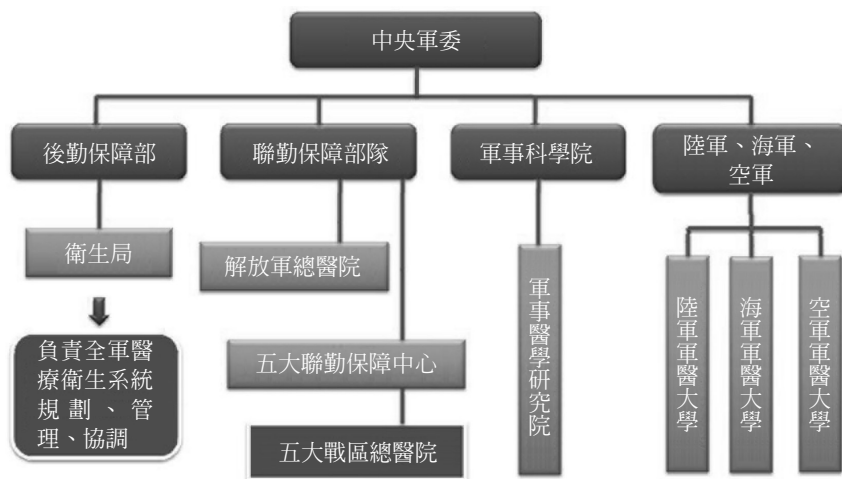 中央軍委
後勤保障部
聯勤保障部隊
軍事科學院
陸軍、海軍、
空軍
衛生局
解放軍總醫院
軍事醫學研究院
陸軍軍醫大學
海軍軍醫大學
空軍軍醫大學
負責全軍醫
療衛生系統
規劃、管
理、協調
五大聯勤保障中心
五大戰區總醫院